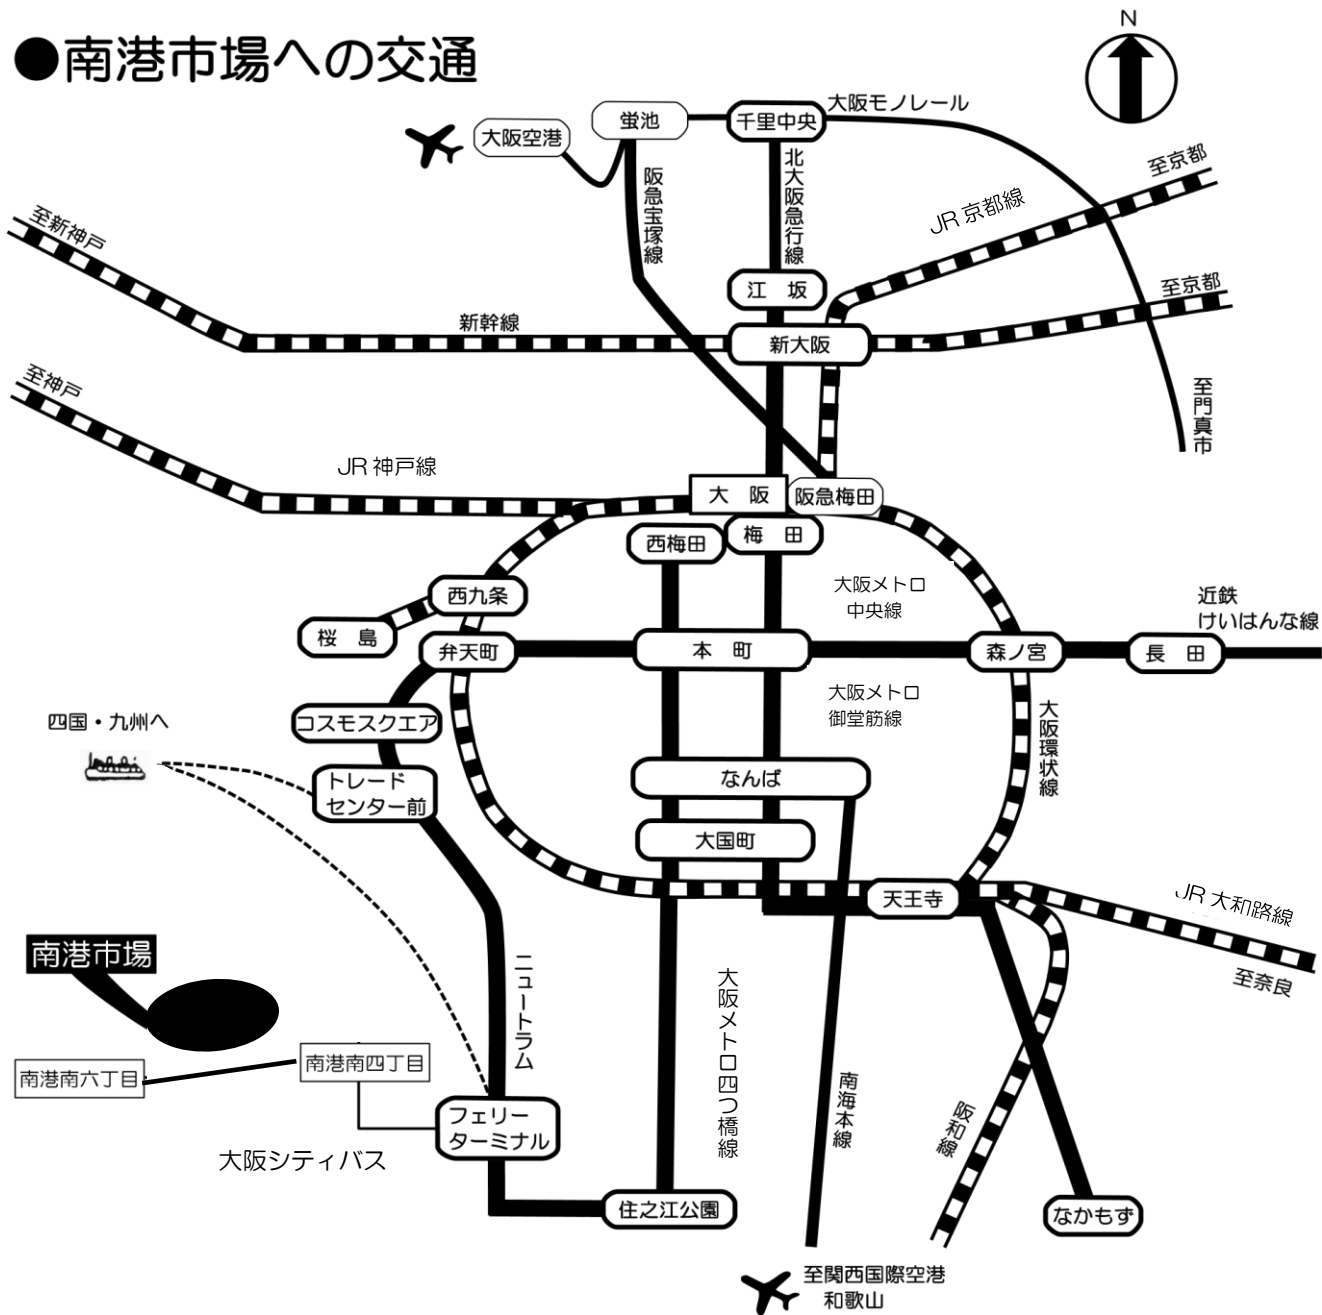 ●南港市場への交通
N
大阪モノレール
蛍池
千里中央
大阪空港
阪急宝塚線
北大阪急行線
至京都
JR 京都線
至新神戸
江 坂
至京都
新幹線
新大阪
至神戸
至門真市
JR 神戸線
大 阪
阪急梅田
西梅田
梅 田
大阪メトロ
中央線
西九条
近鉄
けいはんな線
桜 島
弁天町
本 町
森ノ宮
長 田
大阪メトロ
御堂筋線
大阪環状線
四国・九州へ
コスモスクエア
トレード
センター前
なんば
大国町
天王寺
JR 大和路線
至奈良
南港市場
ニュートラム
大阪メトロ四つ橋線
南港南四丁目
南港南六丁目
南海本線
阪和線
フェリー
ターミナル
大阪シティバス
住之江公園
なかもず
至関西国際空港
和歌山